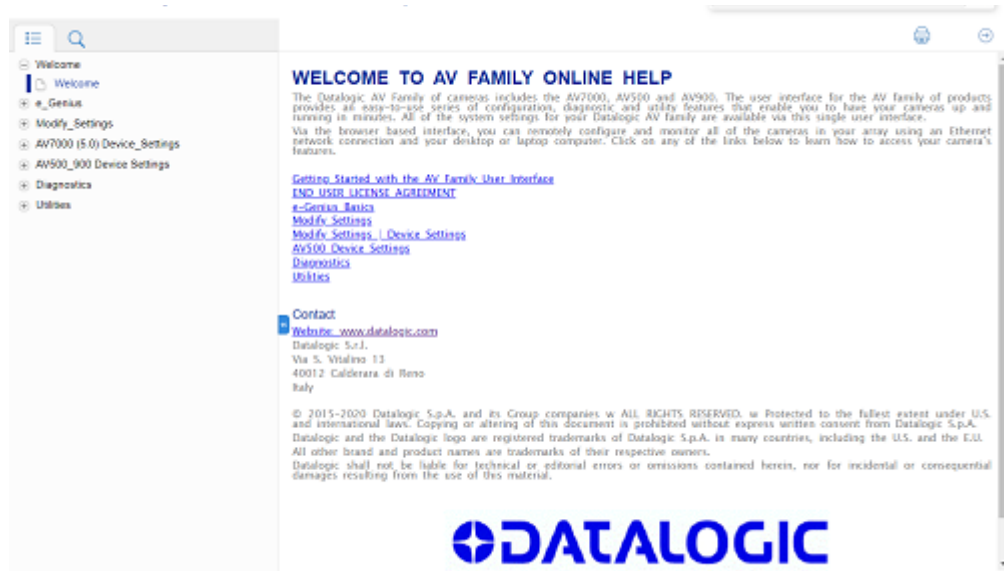 Welcome
Welcome
e_Genius
Modify_Settings
AV7000 (5.0) Device_Settings
AV500_900 Device Settings
Diagnostics
Utilities
WELCOME TO AV FAMILY ONLINE HELP
The Datalogic AV Family of cameras includes the AV7000, AV500 and AV900. The user interface for the AV family of products
provides an easy-to-use series of configuration, diagnostic and utility features that enable you to have your cameras up and
running in minutes. All of the system settings for your Datalogic AV family are available via this single user interface.
Via the browser based interface, you can remotely configure and monitor all of the cameras in your array using an Ethernet
network connection and your desktop or laptop computer. Click on any of the links below to learn how to access your camera's
features.
Getting Started with the AV Family User Interface
END USER LICENSE AGREEMENT
e-Genius Basics
Modify Settings
Modify Settings | Device Settings
AV500 Device Settings
Diagnostics
Utilities
Contact
Website: www.datalogic.com
Datalogic S.r.l.
Via S. Vitalino 13
40012 Calderara di Reno
Italy
© 2015-2020 Datalogic S.p.A. and its Group companies w ALL RIGHTS RESERVED. w Protected to the fullest extent under U.S.
and international laws. Copying or altering of this document is prohibited without express written consent from Datalogic S.p.A.
Datalogic and the Datalogic logo are registered trademarks of Datalogic S.p.A. in many countries, including the U.S. and the E.U.
All other brand and product names are trademarks of their respective owners.
Datalogic shall not be liable for technical or editorial errors or omissions contained herein, nor for incidental or consequential
damages resulting from the use of this material.
DATALOGIC